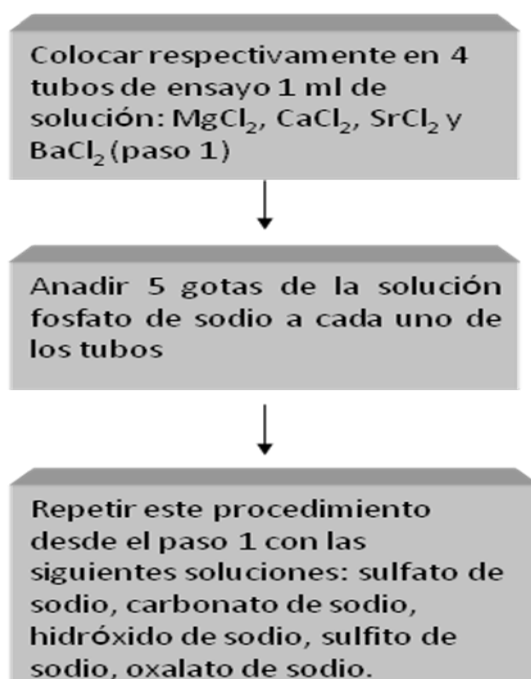 Colocar respectivamente en 4
tubos de ensayo 1 ml de
solución: MgCl₂, CaCl₂, SrCl₂ y
BaCl₂ (paso 1)
Anadir 5 gotas de la solución
fosfato de sodio a cada uno de
los tubos
Repetir este procedimiento
desde el paso 1 con las
siguientes soluciones: sulfato de
sodio, carbonato de sodio,
hidróxido de sodio, sulfito de
sodio, oxalato de sodio.